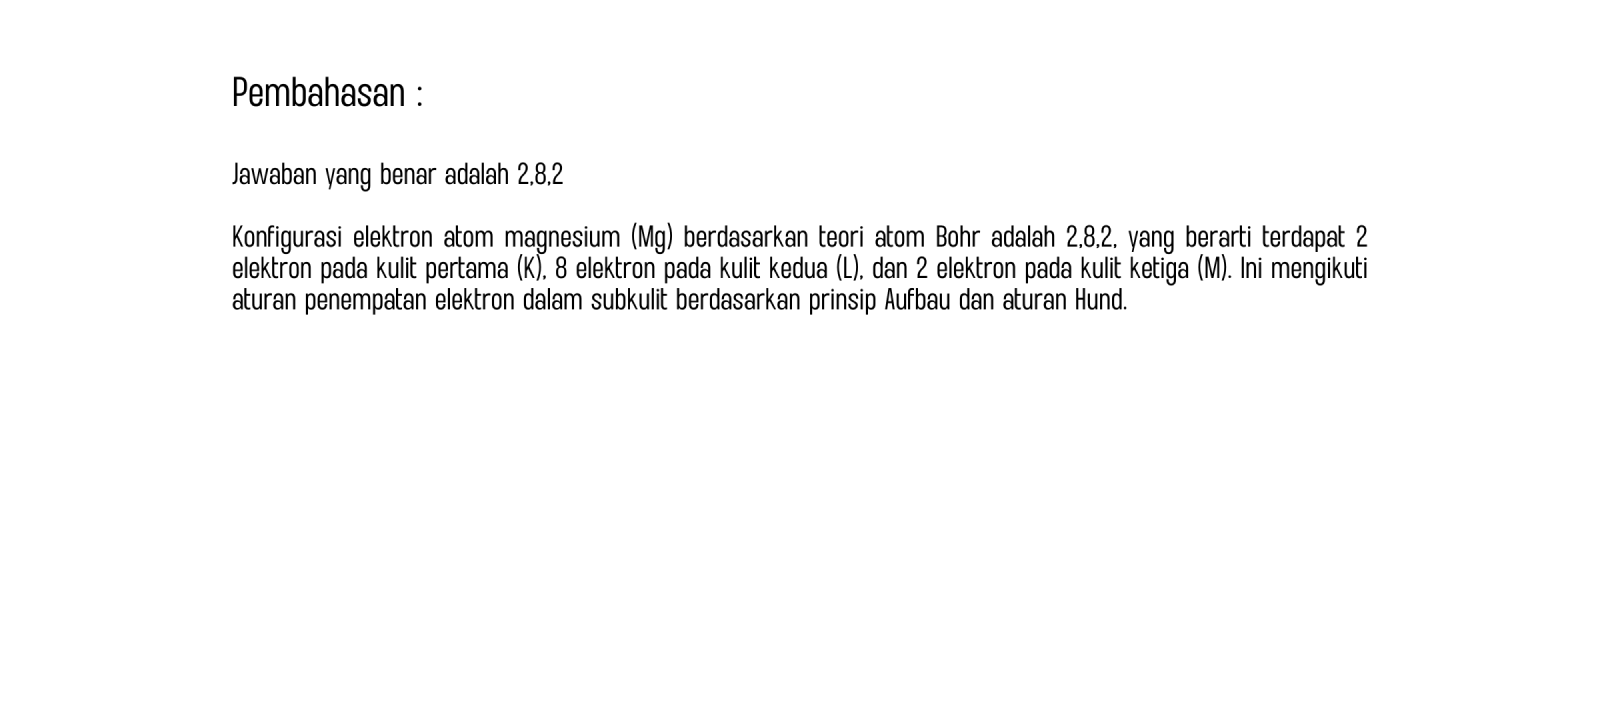 Pembahasan :
Jawaban yang benar adalah 2,8,2
Konfigurasi elektron atom magnesium (Mg) berdasarkan teori atom Bohr adalah 2,8,2, yang berarti terdapat 2
elektron pada kulit pertama (K), 8 elektron pada kulit kedua (L), dan 2 elektron pada kulit ketiga (M). Ini mengikuti
aturan penempatan elektron dalam subkulit berdasarkan prinsip Aufbau dan aturan Hund.